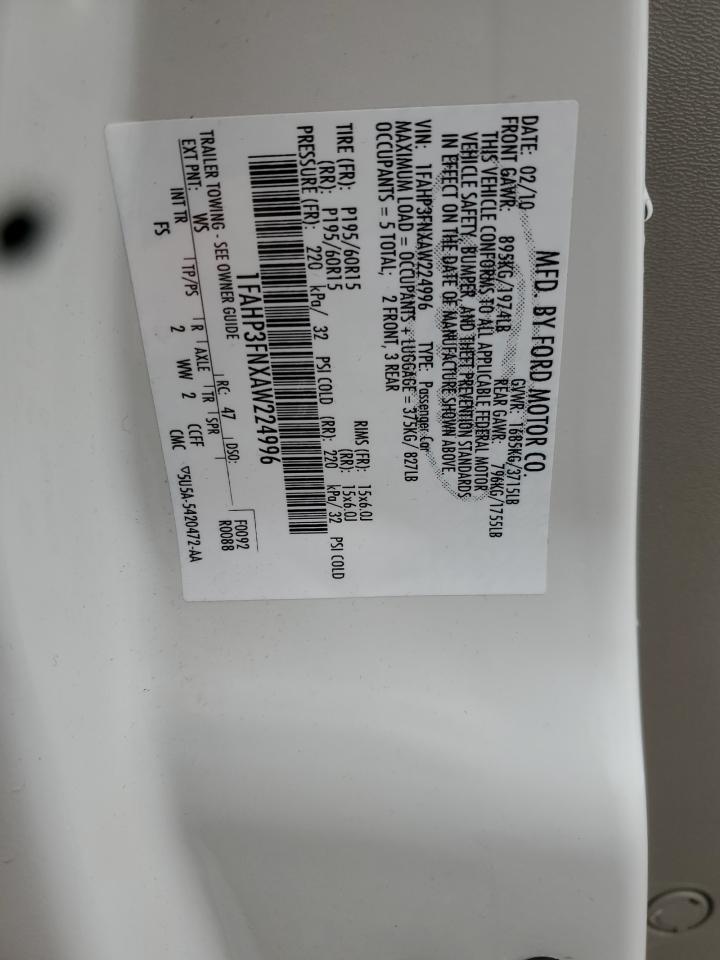 MFD. BY FORD MOTOR CO.
DATE: 02/10 GVWR: 1685KG/3715LB
FRONT GAWR: 895KG/1974LB REAR GAWR: 796KG/1755LB
THIS VEHICLE CONFORMS TO ALL APPLICABLE FEDERAL MOTOR
VEHICLE SAFETY, BUMPER, AND THEFT PREVENTION STANDARDS
IN EFFECT ON THE DATE OF MANUFACTURE SHOWN ABOVE.
VIN: 1FAHP3FNXAW224996 TYPE: Passenger Car
MAXIMUM LOAD = OCCUPANTS + LUGGAGE = 375KG/827LB
OCCUPANTS = 5 TOTAL; 2 FRONT, 3 REAR
TIRE (FR): P195/60R15 RIMS (FR): 15x6.0J
(RR): P195/60R15 (RR): 15x6.0J
PRESSURE (FR): 220 kPa/ 32 PSI COLD (RR): 220 kPa/32 PSI COLD
1FAHP3FNXAW224996
TRAILER TOWING - SEE OWNER GUIDE
EXT PNT: WS RC: 47 DSO: F0092
R0088
INT TR TP/PS R AXLE TR SPR
FS 2 WW 2 CCFF CMC ▽5U5A-5420472-AA